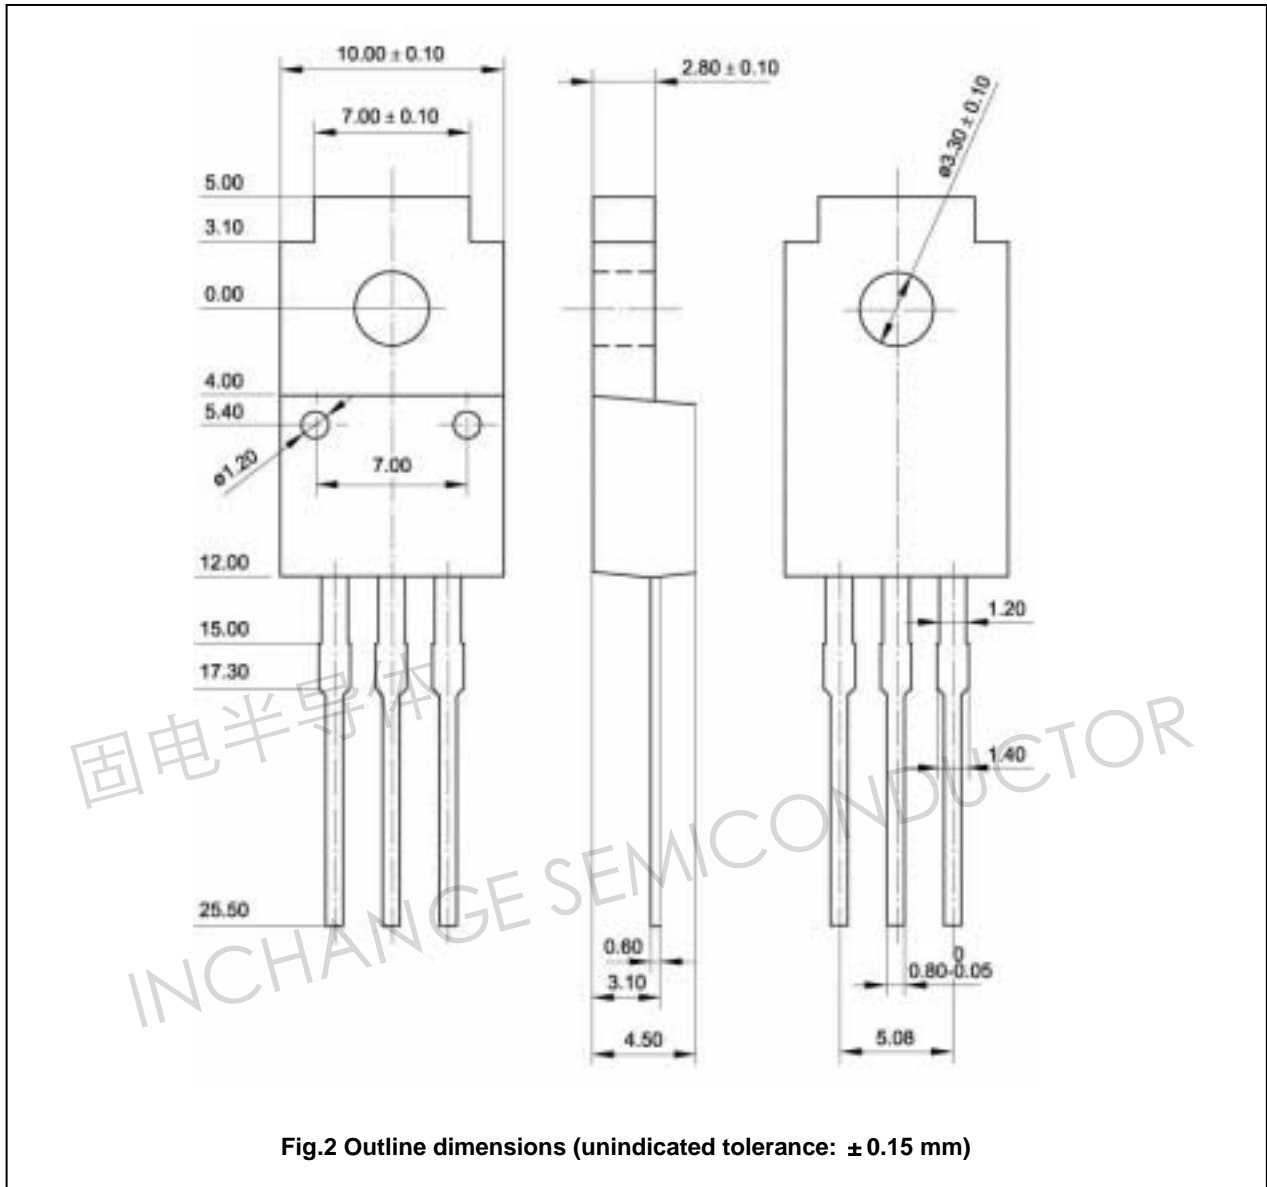 10.00 ± 0.10
2.80 ± 0.10
ø3.30 ± 0.10
7.00 ± 0.10
5.00
3.10
0.00
4.00
5.40
ø1.20
7.00
12.00
1.20
15.00
17.30
固电半导体
1.40
INCHANGE SEMICONDUCTOR
25.50
0.60
0
0.80-0.05
3.10
4.50
5.08
Fig.2 Outline dimensions (unindicated tolerance: ± 0.15 mm)